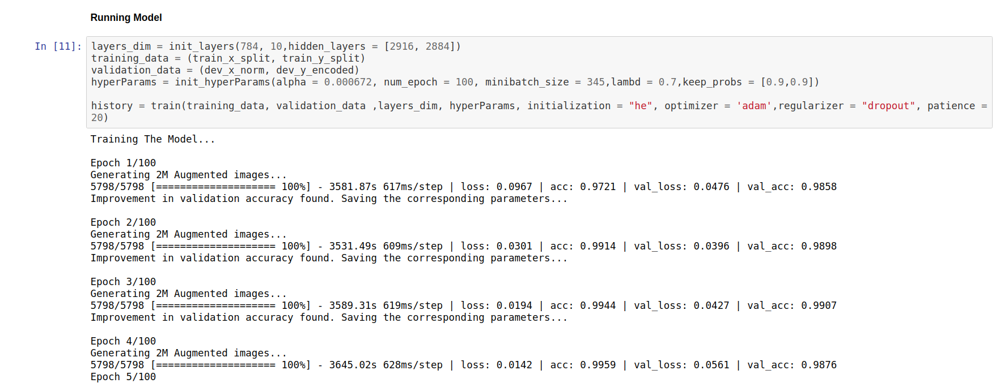 Running Model
In [11]:
layers_dim = init_layers(784, 10,hidden_layers = [2916, 2884])
training_data = (train_x_split, train_y_split)
validation_data = (dev_x_norm, dev_y_encoded)
hyperParams = init_hyperParams(alpha = 0.000672, num_epoch = 100, minibatch_size = 345,lambd = 0.7,keep_probs = [0.9,0.9])
history = train(training_data, validation_data ,layers_dim, hyperParams, initialization = "he", optimizer = 'adam',regularizer = "dropout", patience =
20)
Training The Model...
Epoch 1/100
Generating 2M Augmented images...
5798/5798 [==================== 100%] - 3581.87s 617ms/step | loss: 0.0967 | acc: 0.9721 | val_loss: 0.0476 | val_acc: 0.9858
Improvement in validation accuracy found. Saving the corresponding parameters...
Epoch 2/100
Generating 2M Augmented images...
5798/5798 [==================== 100%] - 3531.49s 609ms/step | loss: 0.0301 | acc: 0.9914 | val_loss: 0.0396 | val_acc: 0.9898
Improvement in validation accuracy found. Saving the corresponding parameters...
Epoch 3/100
Generating 2M Augmented images...
5798/5798 [==================== 100%] - 3589.31s 619ms/step | loss: 0.0194 | acc: 0.9944 | val_loss: 0.0427 | val_acc: 0.9907
Improvement in validation accuracy found. Saving the corresponding parameters...
Epoch 4/100
Generating 2M Augmented images...
5798/5798 [==================== 100%] - 3645.02s 628ms/step | loss: 0.0142 | acc: 0.9959 | val_loss: 0.0561 | val_acc: 0.9876
Epoch 5/100